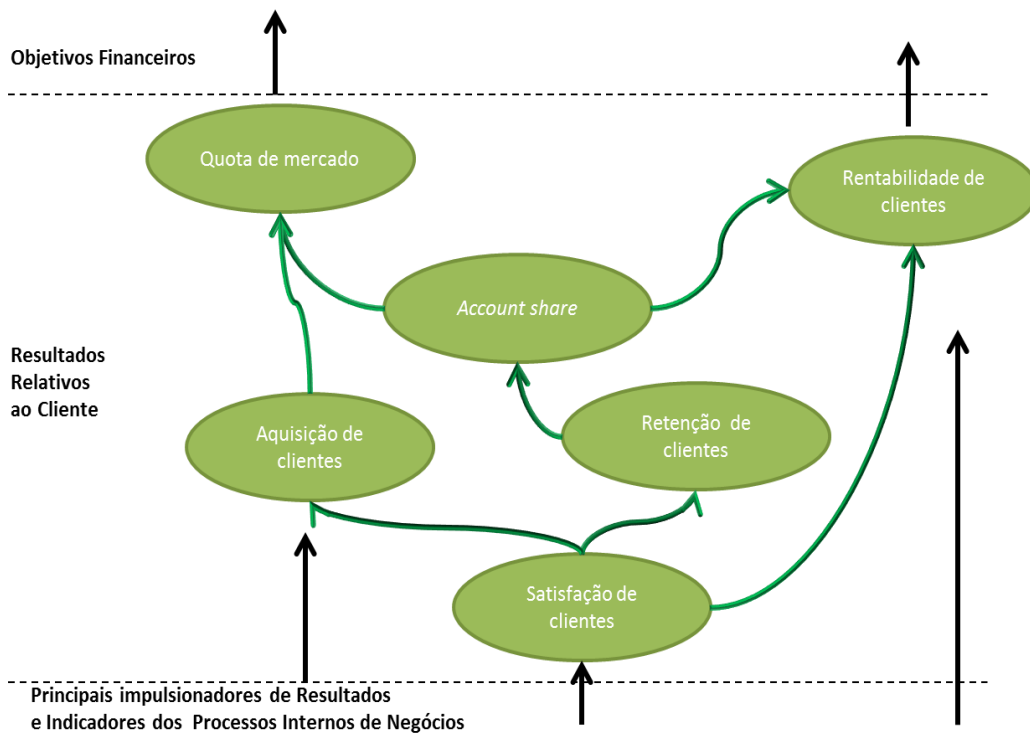 Objetivos Financeiros
Quota de mercado
Rentabilidade de
clientes
Account share
Resultados
Relativos
ao Cliente
Aquisição de
clientes
Retenção de
clientes
Satisfação de
clientes
Principais impulsionadores de Resultados
e Indicadores dos Processos Internos de Negócios